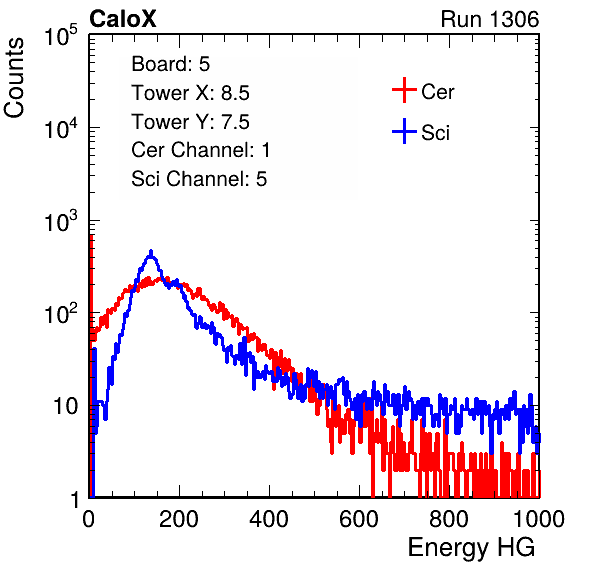 CaloX Run 1306
Counts
Board: 5
Tower X: 8.5
Tower Y: 7.5
Cer Channel: 1
Sci Channel: 5
Cer
Sci
10^5
10^4
10^3
10^2
10
1
0 200 400 600 800 1000
Energy HG